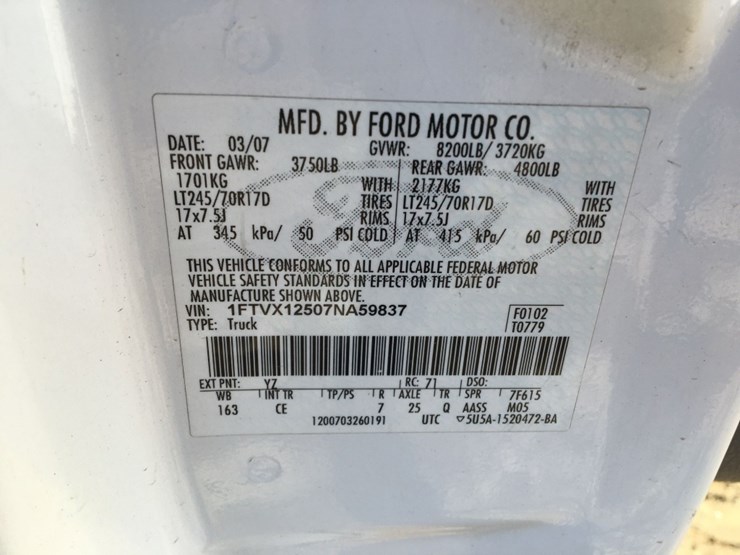 MFD. BY FORD MOTOR CO.
DATE: 03/07 GVWR: 8200LB/ 3720KG
FRONT GAWR: 3750LB REAR GAWR: 4800LB
1701KG WITH 2177KG WITH
LT245/70R17D TIRES LT245/70R17D TIRES
17x7.5J RIMS 17x7.5J RIMS
AT 345 kPa/ 50 PSI COLD AT 415 kPa/ 60 PSI COLD
Ford
THIS VEHICLE CONFORMS TO ALL APPLICABLE FEDERAL MOTOR
VEHICLE SAFETY STANDARDS IN EFFECT ON THE DATE OF
MANUFACTURE SHOWN ABOVE.
VIN: 1FTVX12507NA59837 F0102
TYPE: Truck T0779
EXT PNT: YZ RC: 71 DSO:
WB INT TR TP/PS R AXLE TR SPR 7F615
163 CE 7 25 Q AASS M05
1200703260191 UTC ▽5U5A-1520472-BA